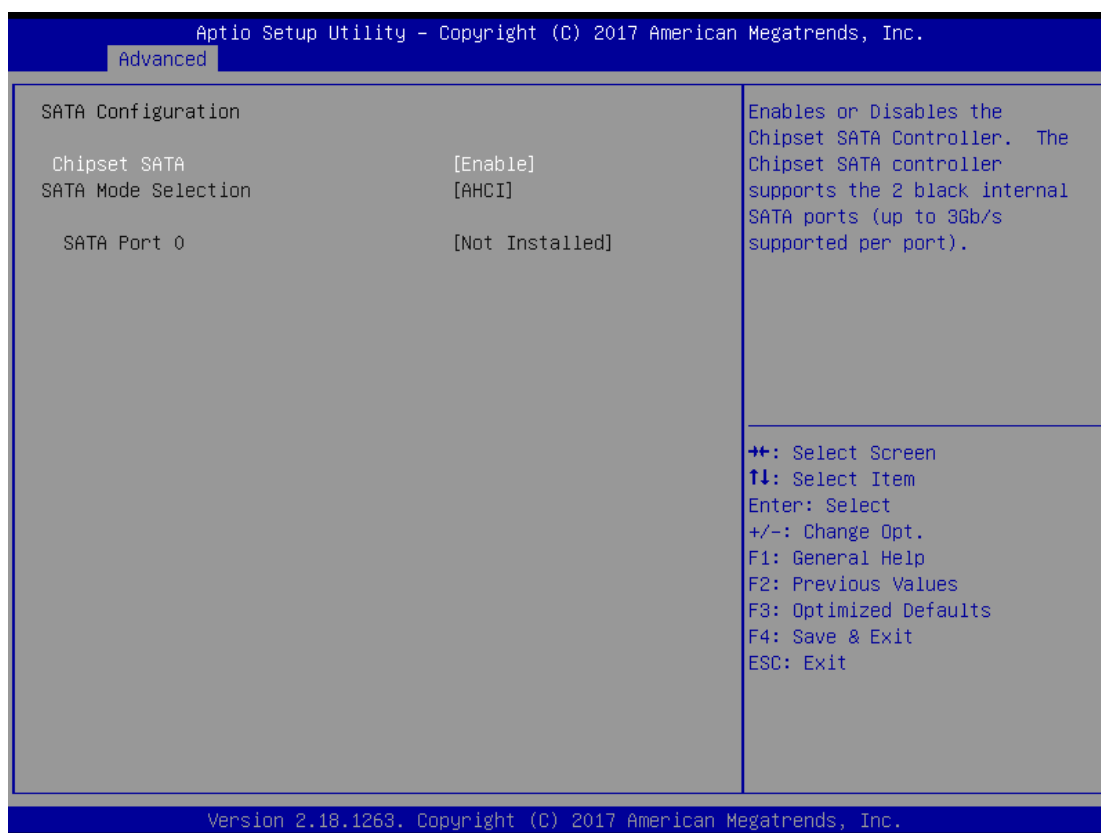 Aptio Setup Utility – Copyright (C) 2017 American Megatrends, Inc.
Advanced
SATA Configuration
Chipset SATA [Enable]
SATA Mode Selection [AHCI]
SATA Port 0 [Not Installed]
Enables or Disables the
Chipset SATA Controller. The
Chipset SATA controller
supports the 2 black internal
SATA ports (up to 3Gb/s
supported per port).
→←: Select Screen
↑↓: Select Item
Enter: Select
+/-: Change Opt.
F1: General Help
F2: Previous Values
F3: Optimized Defaults
F4: Save & Exit
ESC: Exit
Version 2.18.1263. Copyright (C) 2017 American Megatrends, Inc.